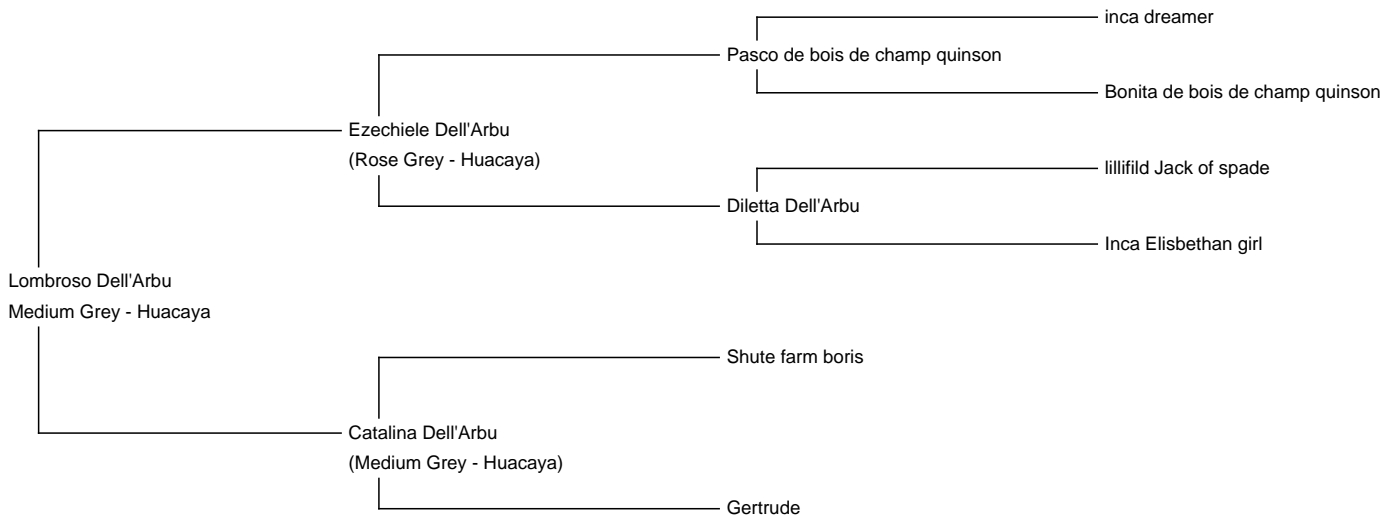 inca dreamer
Pasco de bois de champ quinson
Bonita de bois de champ quinson
Ezechiele Dell'Arbu
(Rose Grey - Huacaya)
lillifild Jack of spade
Diletta Dell'Arbu
Inca Elisbethan girl
Lombroso Dell'Arbu
Medium Grey - Huacaya
Shute farm boris
Catalina Dell'Arbu
(Medium Grey - Huacaya)
Gertrude